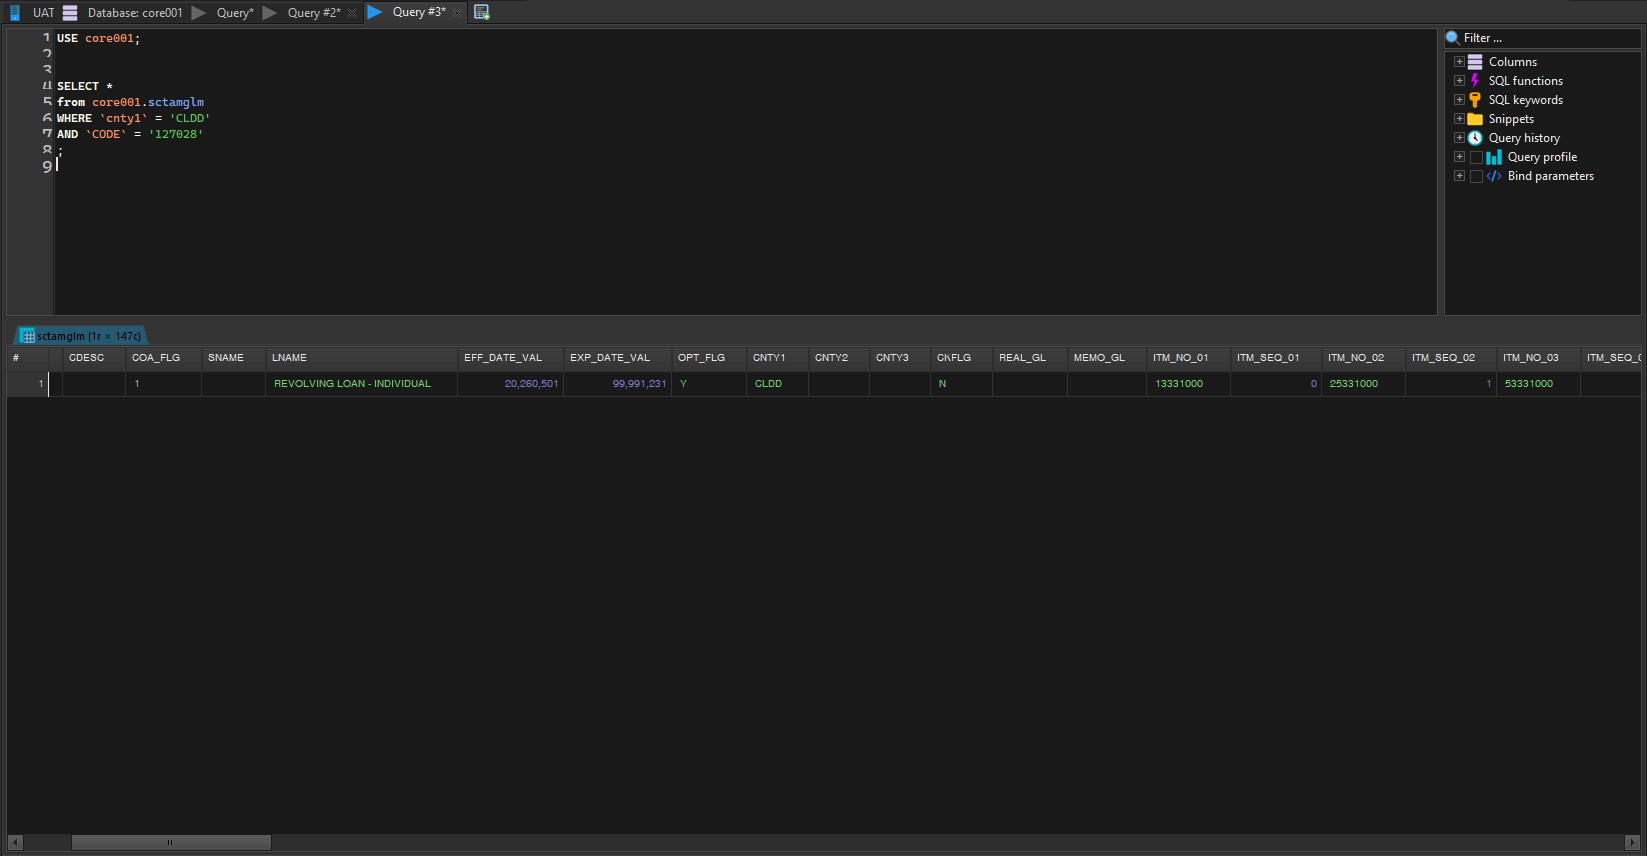 UAT Database: core001 Query* Query #2* Query #3*
1 USE core001;
2
3
4 SELECT *
5 from core001.sctamglm
6 WHERE `cnty1` = 'CLDD'
7 AND `CODE` = '127028'
8 ;
9
Filter ...
Columns
SQL functions
SQL keywords
Snippets
Query history
Query profile
Bind parameters
sctamglm (1r × 147c)
# CDESC COA_FLG SNAME LNAME EFF_DATE_VAL EXP_DATE_VAL OPT_FLG CNTY1 CNTY2 CNTY3 CKFLG REAL_GL MEMO_GL ITM_NO_01 ITM_SEQ_01 ITM_NO_02 ITM_SEQ_02 ITM_NO_03 ITM_SEQ_0
1 1 REVOLVING LOAN - INDIVIDUAL 20,260,501 99,991,231 Y CLDD N 13331000 0 25331000 1 53331000